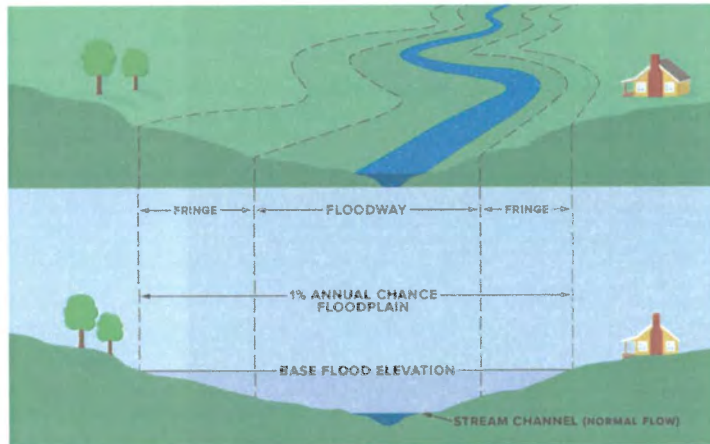 FRINGE
FLOODWAY
FRINGE
1% ANNUAL CHANCE
FLOODPLAIN
BASE FLOOD ELEVATION
STREAM CHANNEL (NORMAL FLOW)